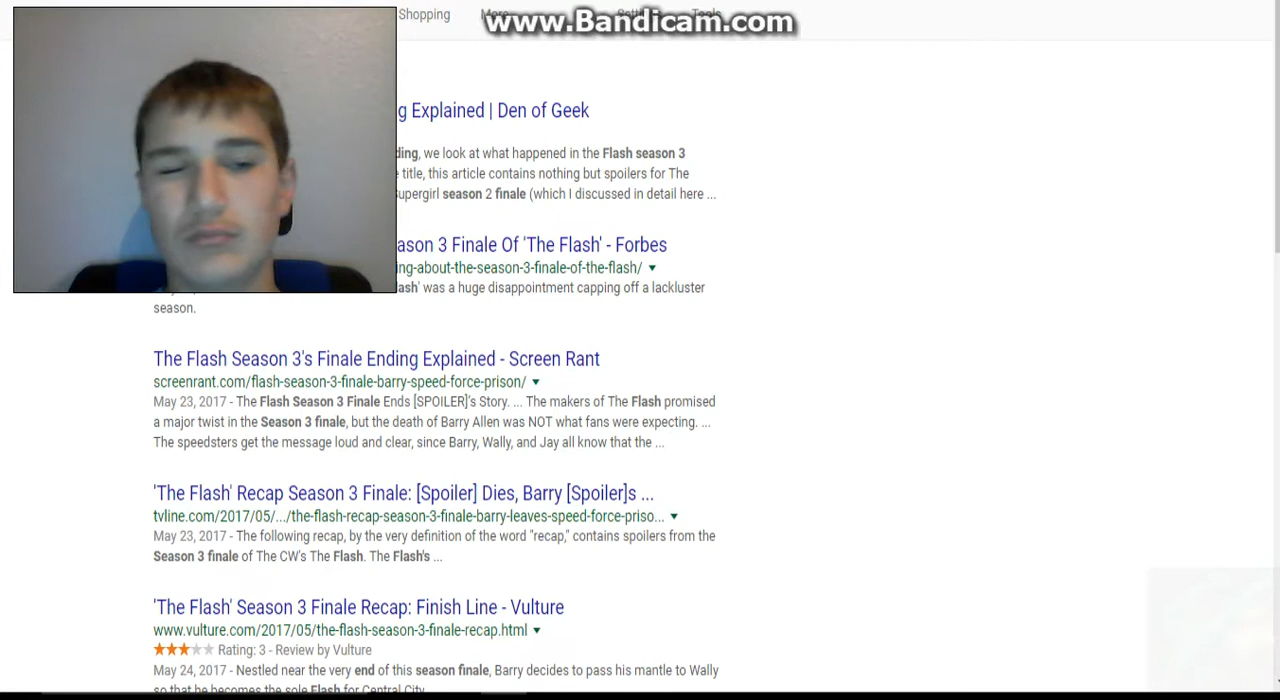 Shopping
www.Bandicam.com
Tools
g Explained | Den of Geek
ding, we look at what happened in the Flash season 3
title, this article contains nothing but spoilers for The
upergirl season 2 finale (which I discussed in detail here ...
ason 3 Finale Of 'The Flash' - Forbes
ing-about-the-season-3-finale-of-the-flash/
lash' was a huge disappointment capping off a lackluster
season.
The Flash Season 3's Finale Ending Explained - Screen Rant
screenrant.com/flash-season-3-finale-barry-speed-force-prison/
May 23, 2017 - The Flash Season 3 Finale Ends [SPOILER]'s Story. ... The makers of The Flash promised
a major twist in the Season 3 finale, but the death of Barry Allen was NOT what fans were expecting. ...
The speedsters get the message loud and clear, since Barry, Wally, and Jay all know that the ...
'The Flash' Recap Season 3 Finale: [Spoiler] Dies, Barry [Spoiler]s ...
tvline.com/2017/05/.../the-flash-recap-season-3-finale-barry-leaves-speed-force-priso...
May 23, 2017 - The following recap, by the very definition of the word "recap," contains spoilers from the
Season 3 finale of The CW's The Flash. The Flash's ...
'The Flash' Season 3 Finale Recap: Finish Line - Vulture
www.vulture.com/2017/05/the-flash-season-3-finale-recap.html
Rating: 3 - Review by Vulture
May 24, 2017 - Nestled near the very end of this season finale, Barry decides to pass his mantle to Wally
so that he becomes the sole Flash for Central City.